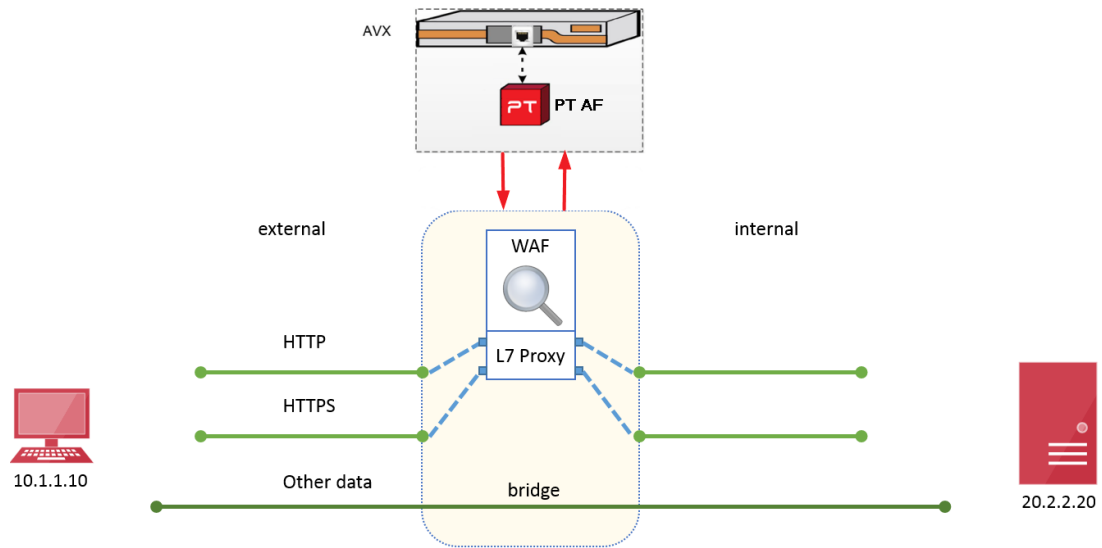 AVX
PT
PT AF
external
internal
WAF
HTTP
L7 Proxy
HTTPS
10.1.1.10
Other data
bridge
20.2.2.20